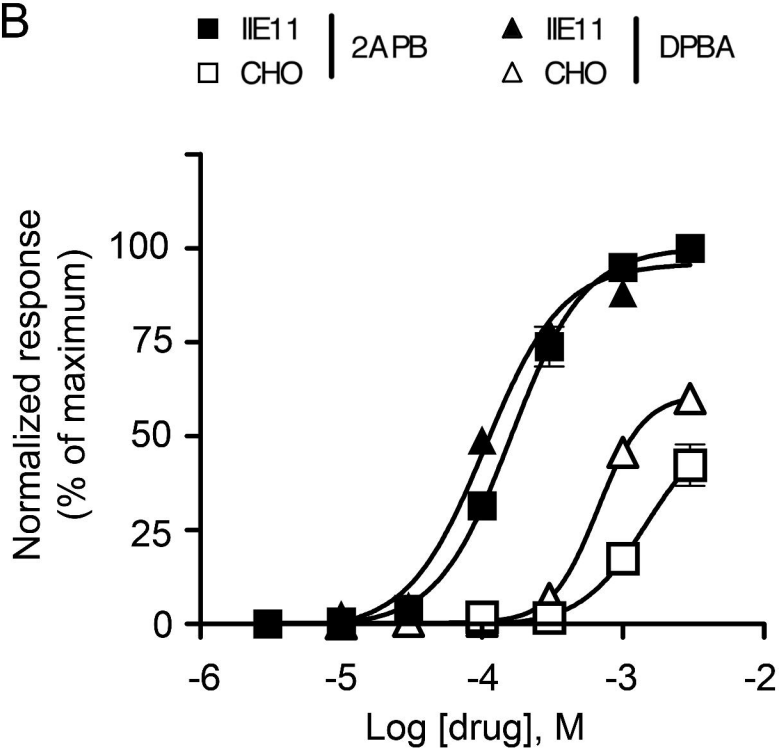 B
IIE11
CHO
2APB
IIE11
CHO
DPBA
Normalized response
(% of maximum)
100
75
50
25
0
-6
-5
-4
-3
-2
Log [drug], M